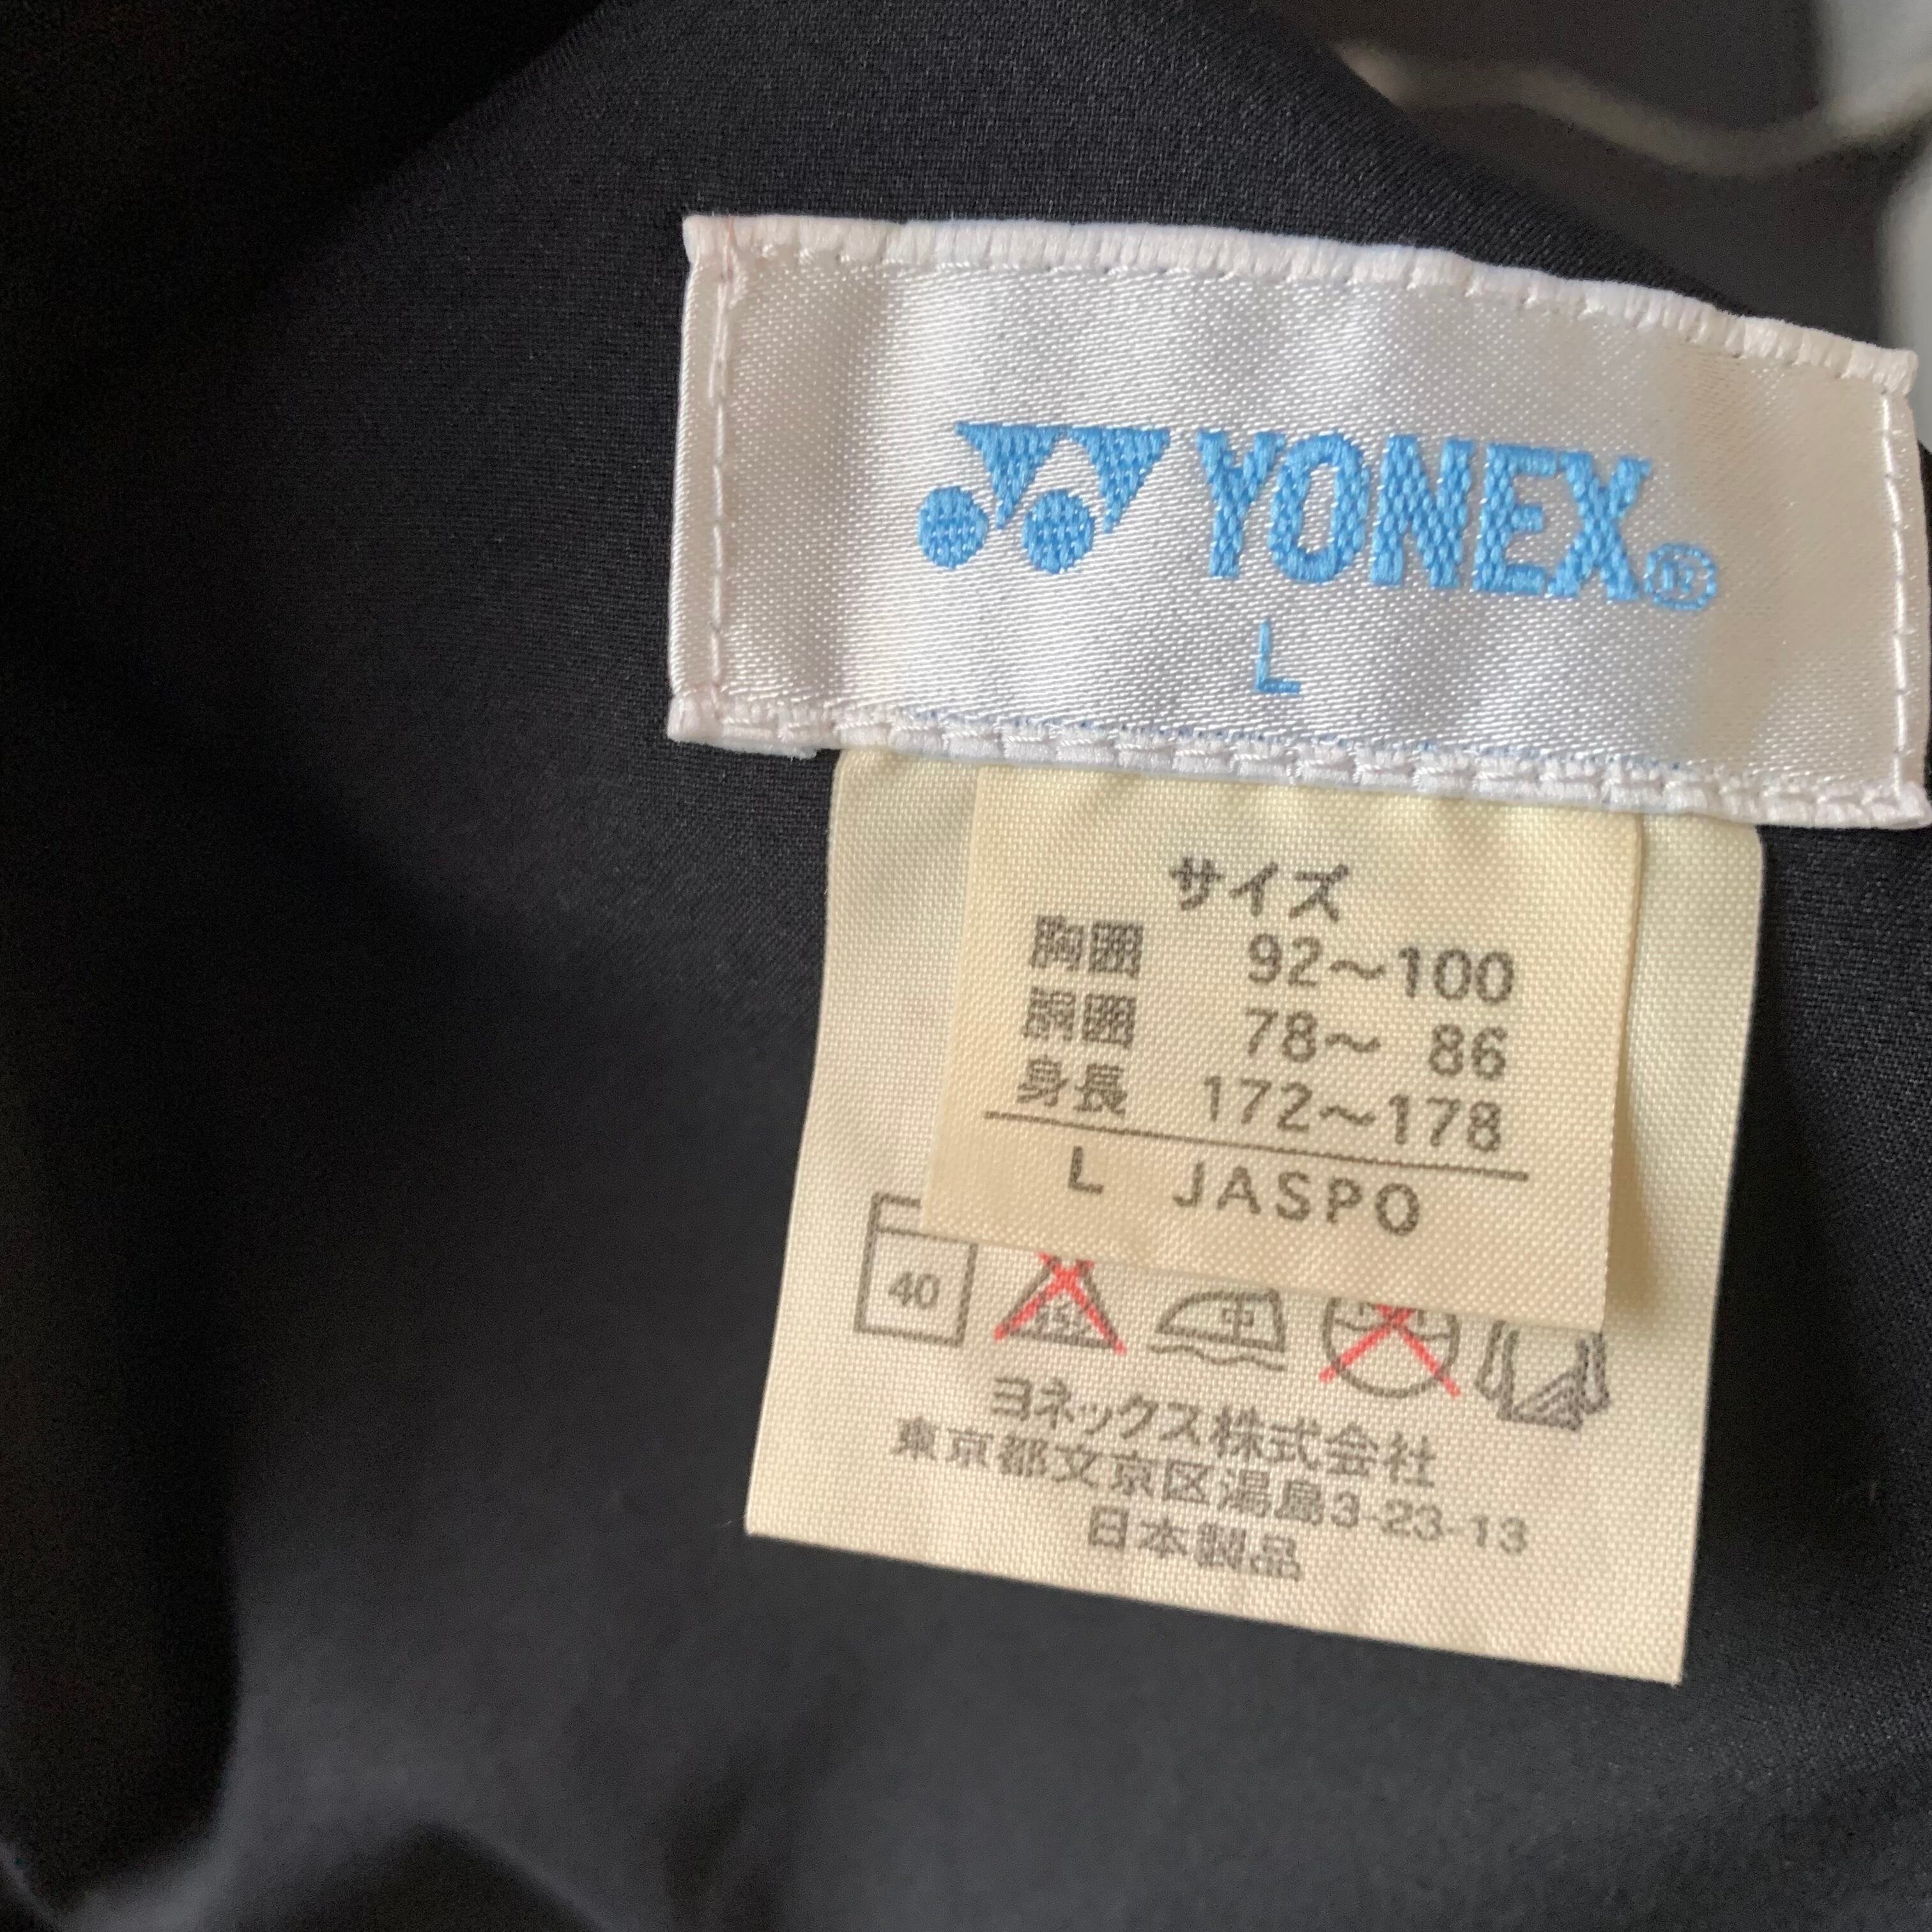 YONEX®
L
サイズ
胸囲 92〜100
胴囲 78〜 86
身長 172〜178
L JASPO
40
中
ヨネックス株式会社
東京都文京区湯島3-23-13
日本製品